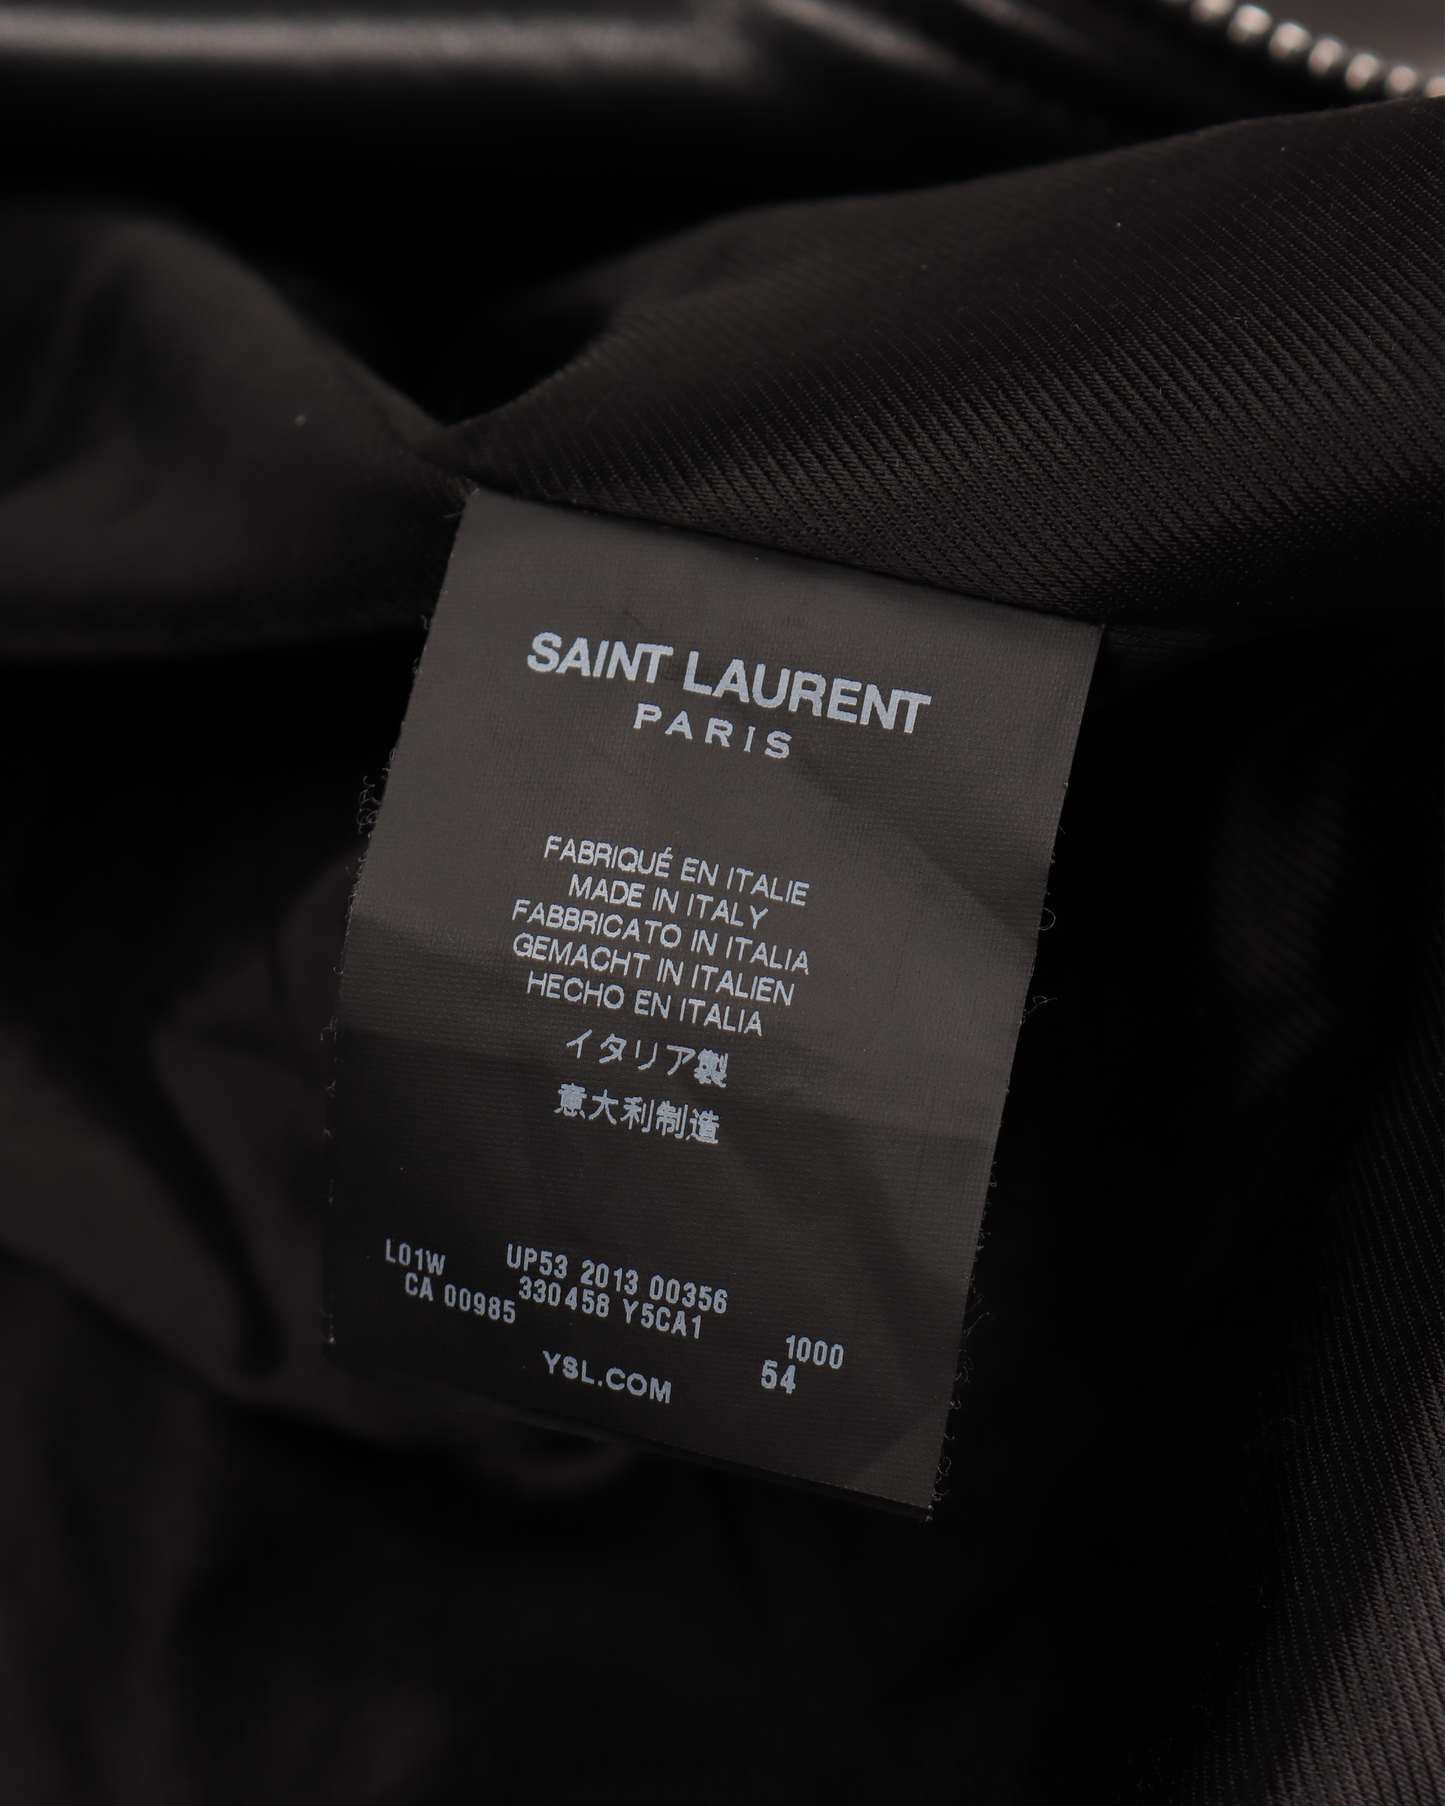 SAINT LAURENT
PARIS
FABRIQUÉ EN ITALIE
MADE IN ITALY
FABBRICATO IN ITALIA
GEMACHT IN ITALIEN
HECHO EN ITALIA
イタリア製
意大利制造
L01W UP53 2013 00356
CA 00985 330458 Y5CA1 1000
54
YSL.COM